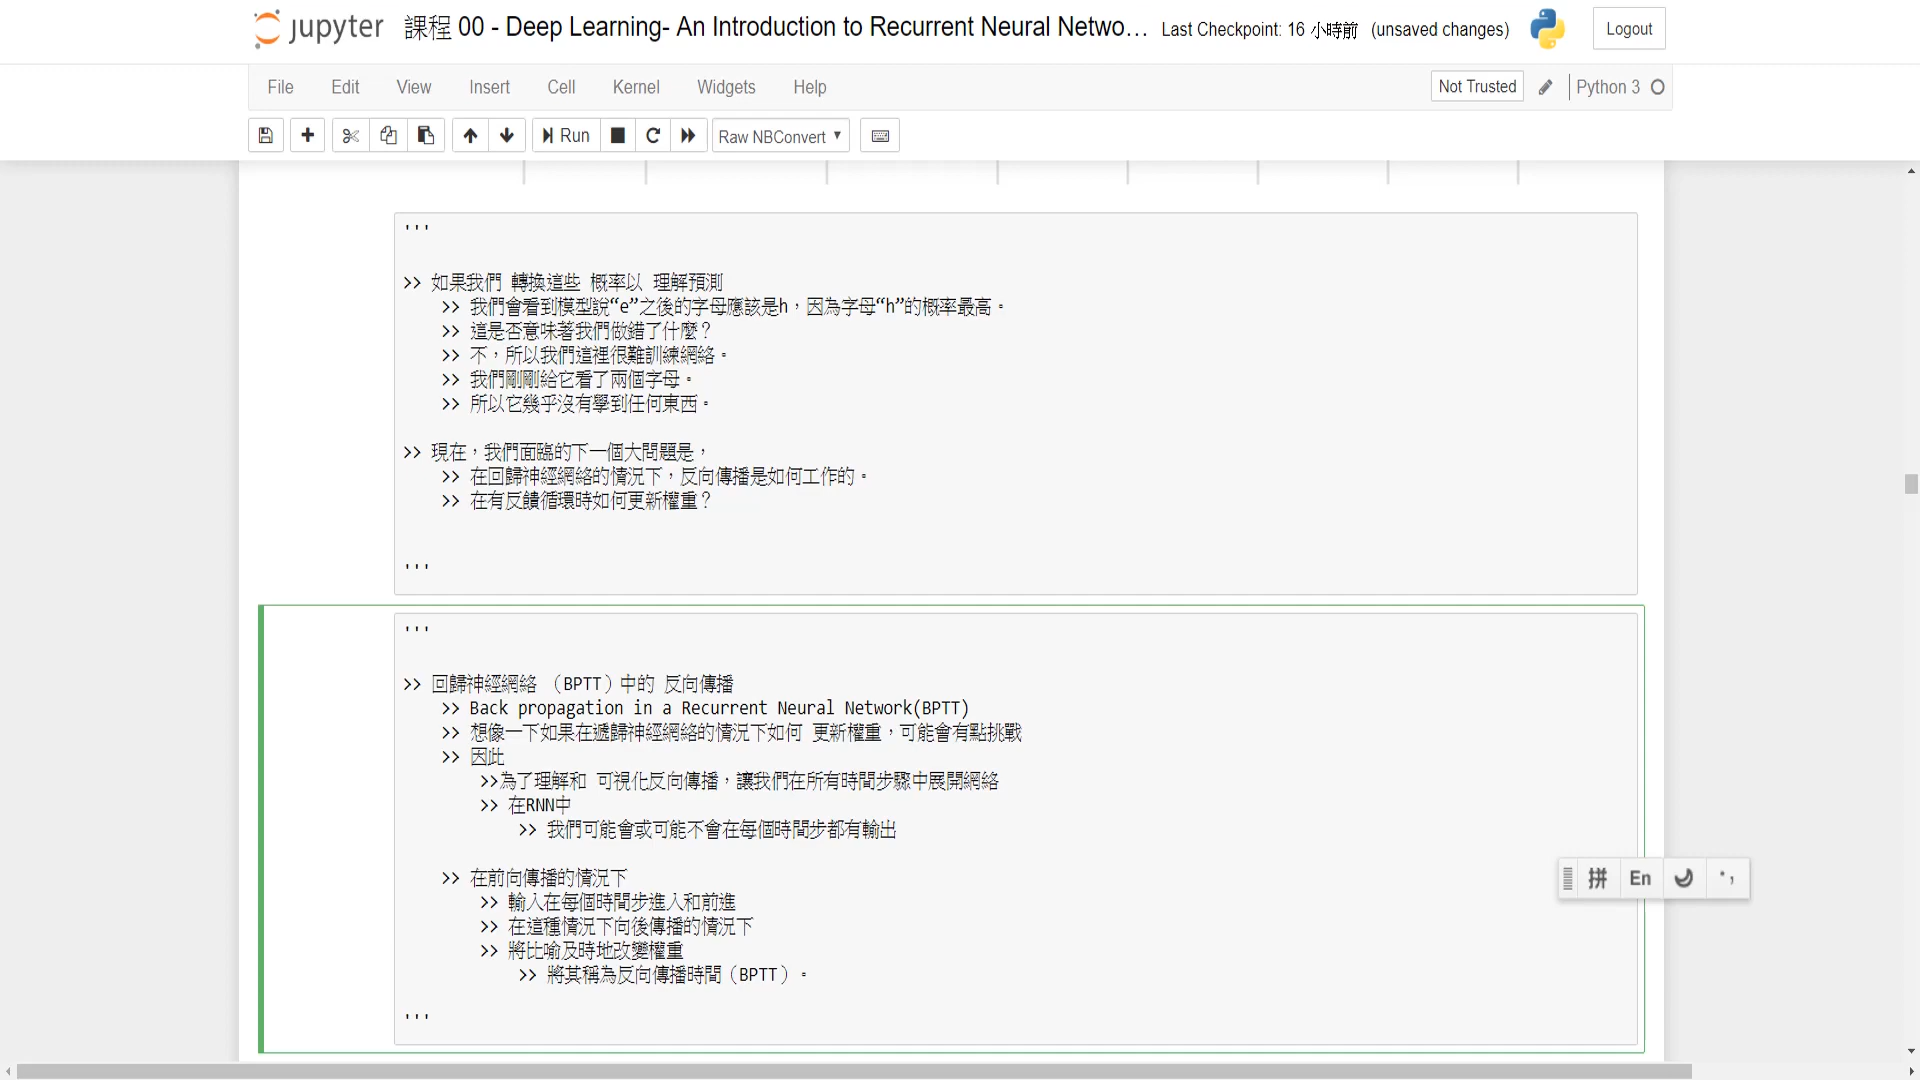 jupyter 課程 00 - Deep Learning- An Introduction to Recurrent Neural Netwo... Last Checkpoint: 16 小時前 (unsaved changes) Logout
File Edit View Insert Cell Kernel Widgets Help Not Trusted Python 3
Run Raw NBConvert
'''
>> 如果我們 轉換這些 概率以 理解預測
>> 我們會看到模型說“e”之後的字母應該是h，因為字母“h”的概率最高。
>> 這是否意味著我們做錯了什麼？
>> 不，所以我們這裡很難訓練網絡。
>> 我們剛剛給它看了兩個字母。
>> 所以它幾乎沒有學到任何東西。
>> 現在，我們面臨的下一個大問題是，
>> 在回歸神經網絡的情況下，反向傳播是如何工作的。
>> 在有反饋循環時如何更新權重？
'''
'''
>> 回歸神經網絡 （BPTT）中的 反向傳播
>> Back propagation in a Recurrent Neural Network(BPTT)
>> 想像一下如果在遞歸神經網絡的情況下如何 更新權重，可能會有點挑戰
>> 因此
>>為了理解和 可視化反向傳播，讓我們在所有時間步驟中展開網絡
>> 在RNN中
>> 我們可能會或可能不會在每個時間步都有輸出
>> 在前向傳播的情況下
>> 輸入在每個時間步進入和前進
>> 在這種情況下向後傳播的情況下
>> 將比喻及時地改變權重
>> 將其稱為反向傳播時間（BPTT）。
'''
拼 En